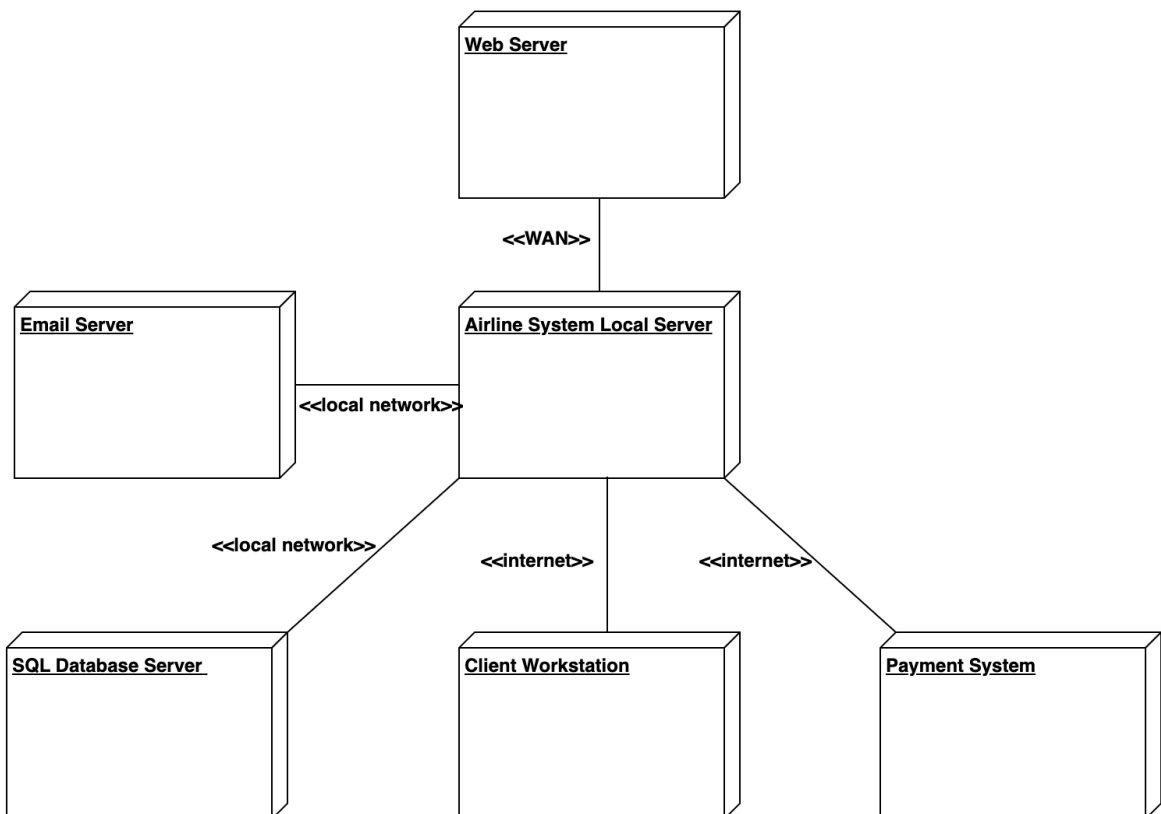 Web Server
<<WAN>>
Email Server
Airline System Local Server
<<local network>>
<<local network>>
<<internet>>
<<internet>>
SQL Database Server
Client Workstation
Payment System